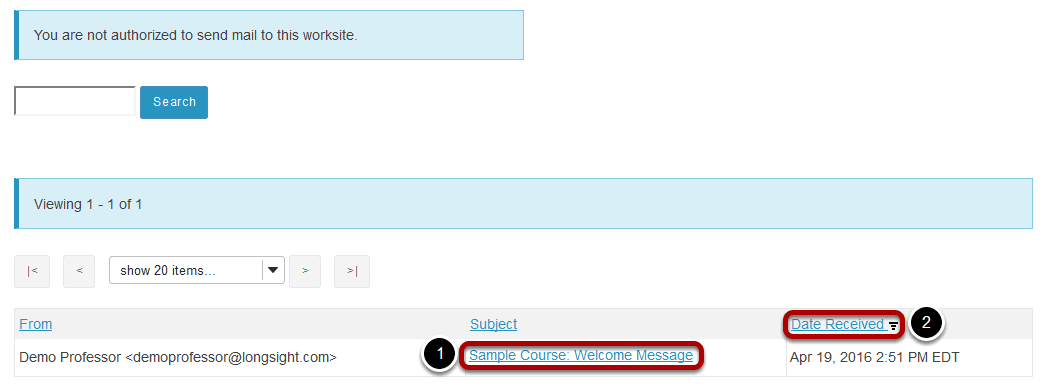 You are not authorized to send mail to this worksite.
Search
Viewing 1 - 1 of 1
|< < show 20 items... > >|
From Subject Date Received 2
Demo Professor <demoprofessor@longsight.com> 1 Sample Course: Welcome Message Apr 19, 2016 2:51 PM EDT